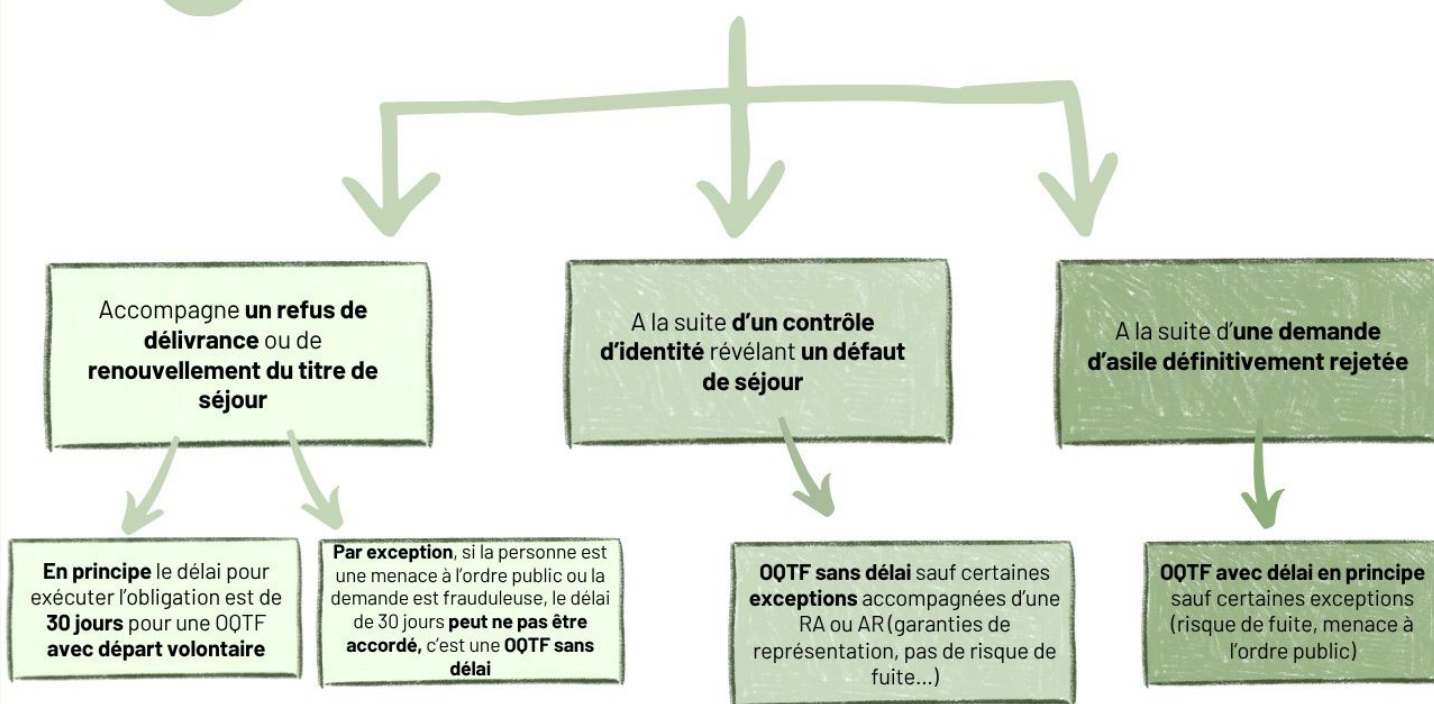 Accompagne un refus de
délivrance ou de
renouvellement du titre de
séjour
A la suite d'un contrôle
d'identité révélant un défaut
de séjour
A la suite d'une demande
d'asile définitivement rejetée
En principe le délai pour
exécuter l'obligation est de
30 jours pour une OQTF
avec départ volontaire
Par exception, si la personne est
une menace à l'ordre public ou la
demande est frauduleuse, le délai
de 30 jours peut ne pas être
accordé, c'est une OQTF sans
délai
OQTF sans délai sauf certaines
exceptions accompagnées d'une
RA ou AR (garanties de
représentation, pas de risque de
fuite...)
OQTF avec délai en principe
sauf certaines exceptions
(risque de fuite, menace à
l'ordre public)